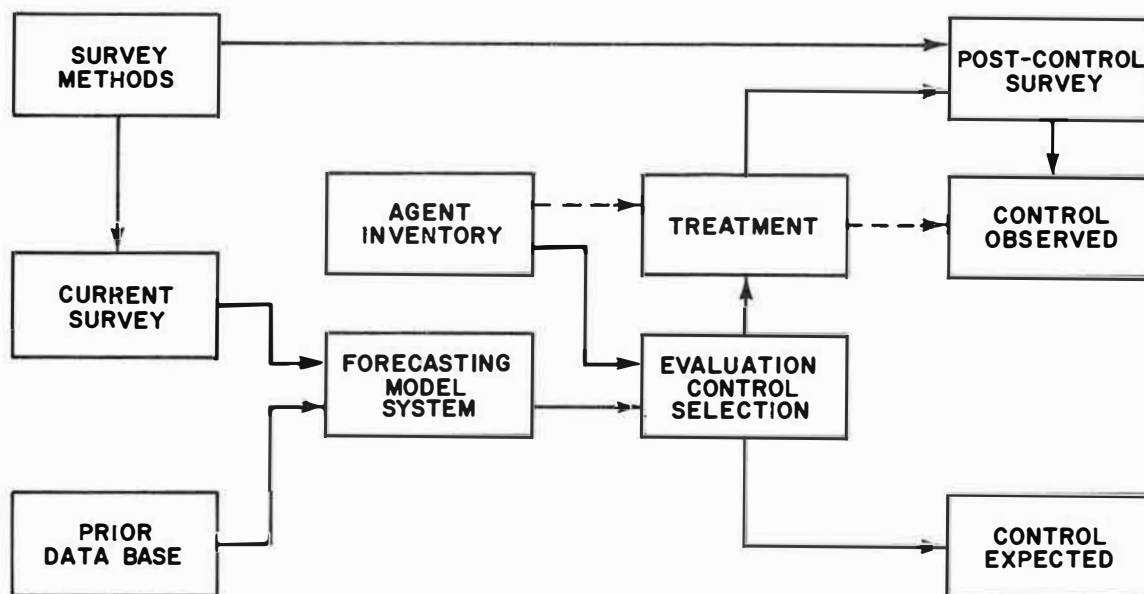 SURVEY
METHODS
POST-CONTROL
SURVEY
AGENT
INVENTORY
TREATMENT
CONTROL
OBSERVED
CURRENT
SURVEY
FORECASTING
MODEL
SYSTEM
EVALUATION
CONTROL
SELECTION
PRIOR
DATA BASE
CONTROL
EXPECTED